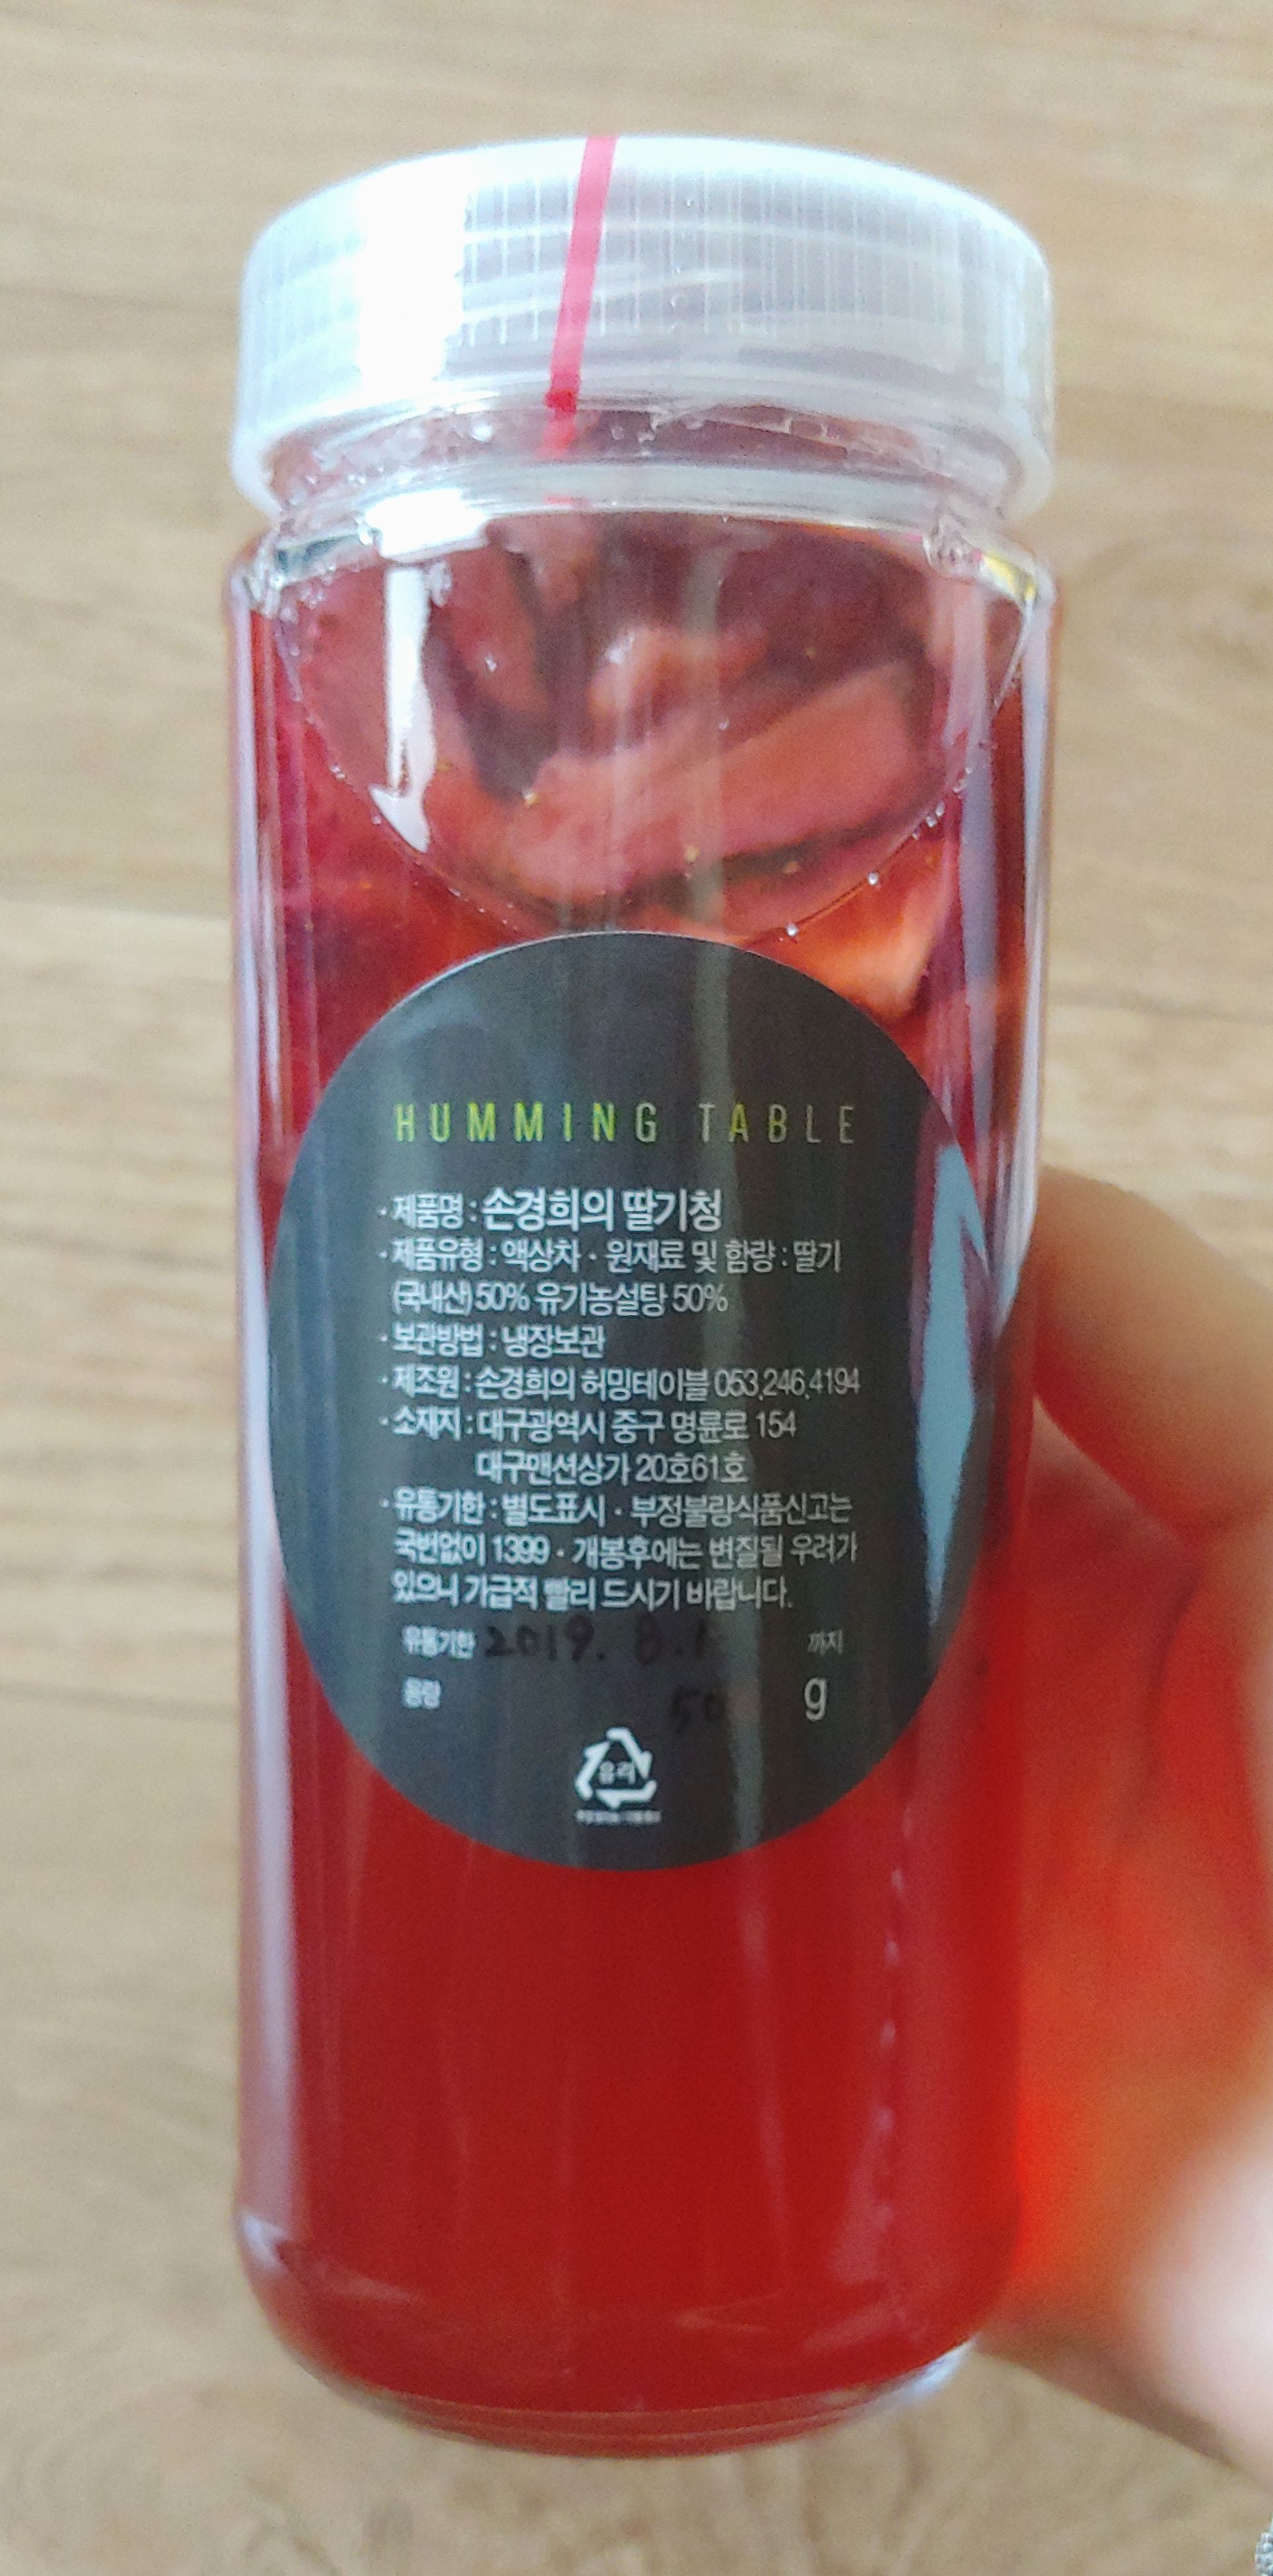 HUMMING TABLE
· 제품명 : 손경희의 딸기청
· 제품유형 : 액상차 · 원재료 및 함량 : 딸기
(국내산) 50% 유기농설탕 50%
· 보관방법 : 냉장보관
· 제조원 : 손경희의 허밍테이블 053.246.4194
· 소재지 : 대구광역시 중구 명륜로 154
대구맨션상가 20호61호
· 유통기한 : 별도표시 · 부정불량식품신고는
국번없이 1399 · 개봉후에는 변질될 우려가
있으니 가급적 빨리 드시기 바랍니다.
유통기한 2019. 8. 까지
용량 g
유리